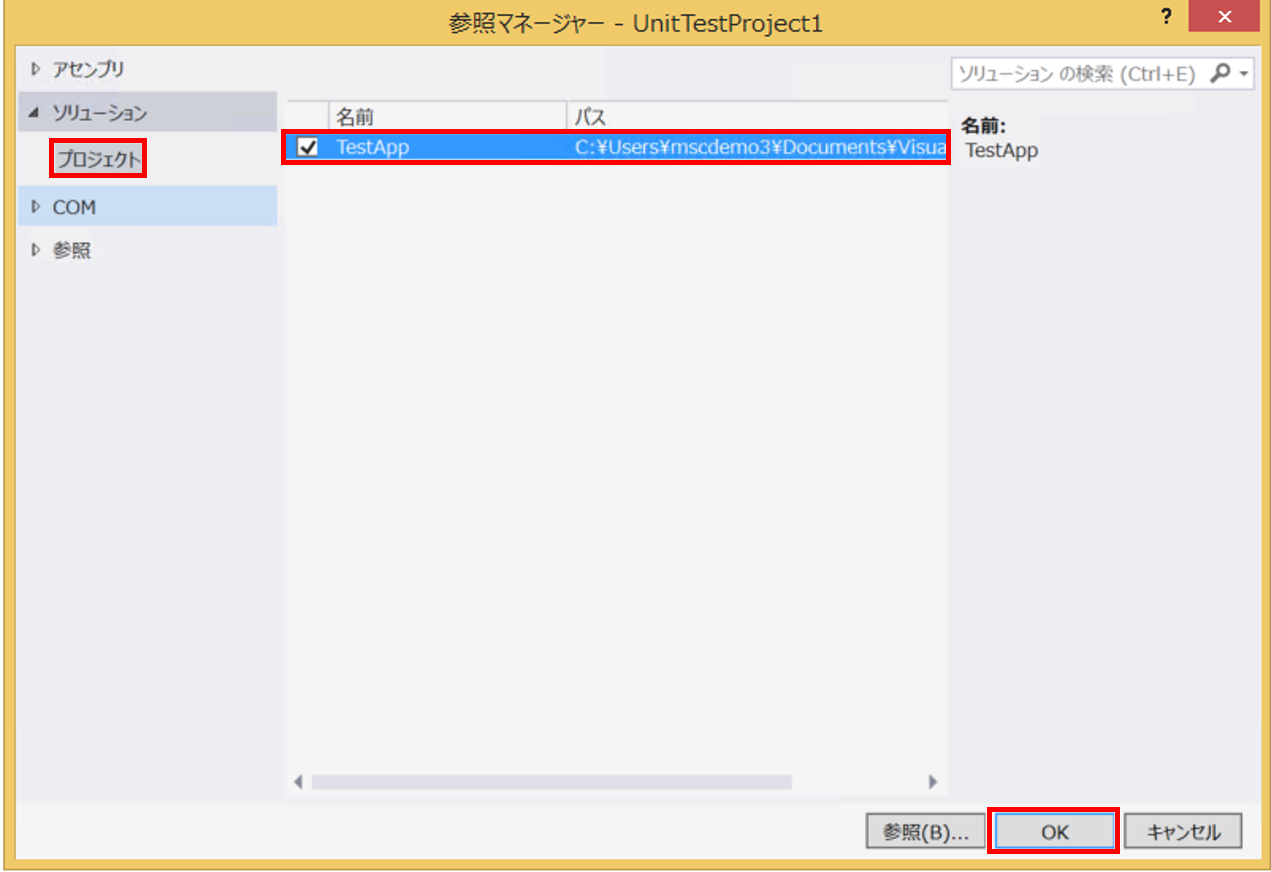 参照マネージャー - UnitTestProject1
?
アセンブリ
ソリューション
プロジェクト
COM
参照
名前 パス
TestApp C:¥Users¥mscdemo3¥Documents¥Visua
ソリューション の検索 (Ctrl+E)
名前:
TestApp
参照(B)... OK キャンセル